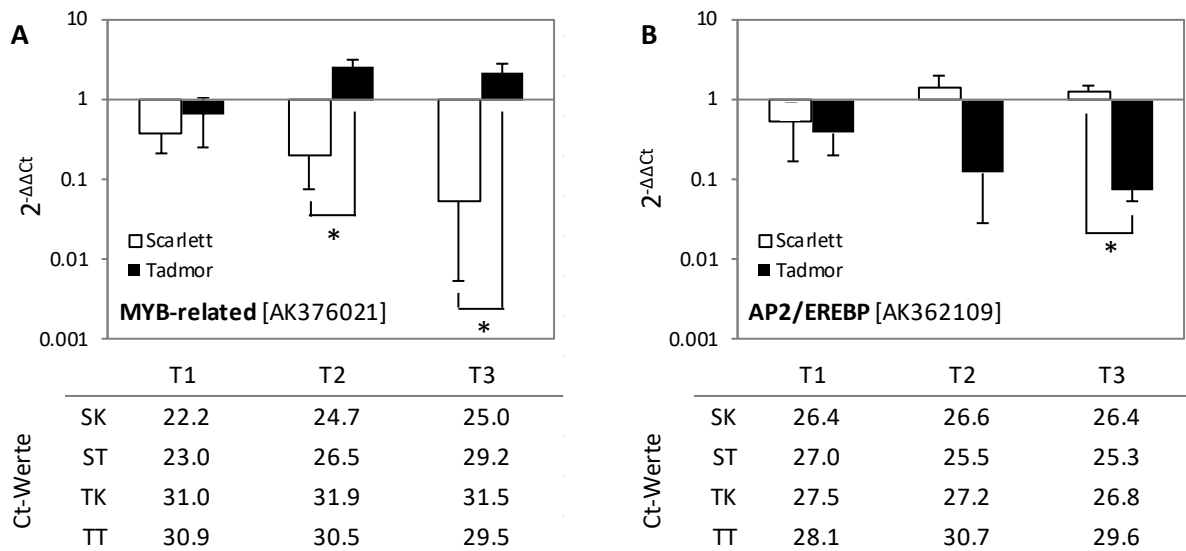 A
10
1
0.1
0.01
0.001
2-ΔΔCt
Scarlett
Tadmor
*
*
MYB-related [AK376021]
T1 T2 T3
Ct-Werte
SK 22.2 24.7 25.0
ST 23.0 26.5 29.2
TK 31.0 31.9 31.5
TT 30.9 30.5 29.5
B
10
1
0.1
0.01
0.001
2-ΔΔCt
Scarlett
Tadmor
*
AP2/EREBP [AK362109]
T1 T2 T3
Ct-Werte
SK 26.4 26.6 26.4
ST 27.0 25.5 25.3
TK 27.5 27.2 26.8
TT 28.1 30.7 29.6